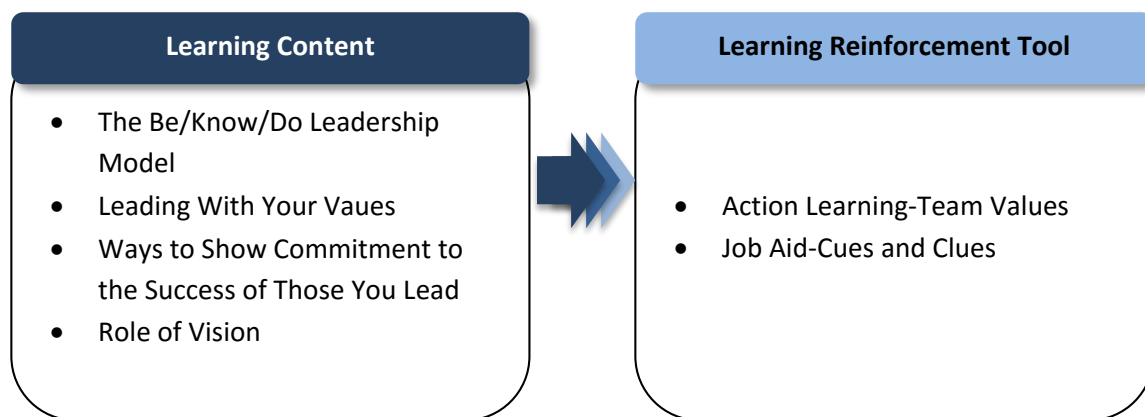 Learning Content
• The Be/Know/Do Leadership
Model
• Leading With Your Vaues
• Ways to Show Commitment to
the Success of Those You Lead
• Role of Vision
Learning Reinforcement Tool
• Action Learning-Team Values
• Job Aid-Cues and Clues